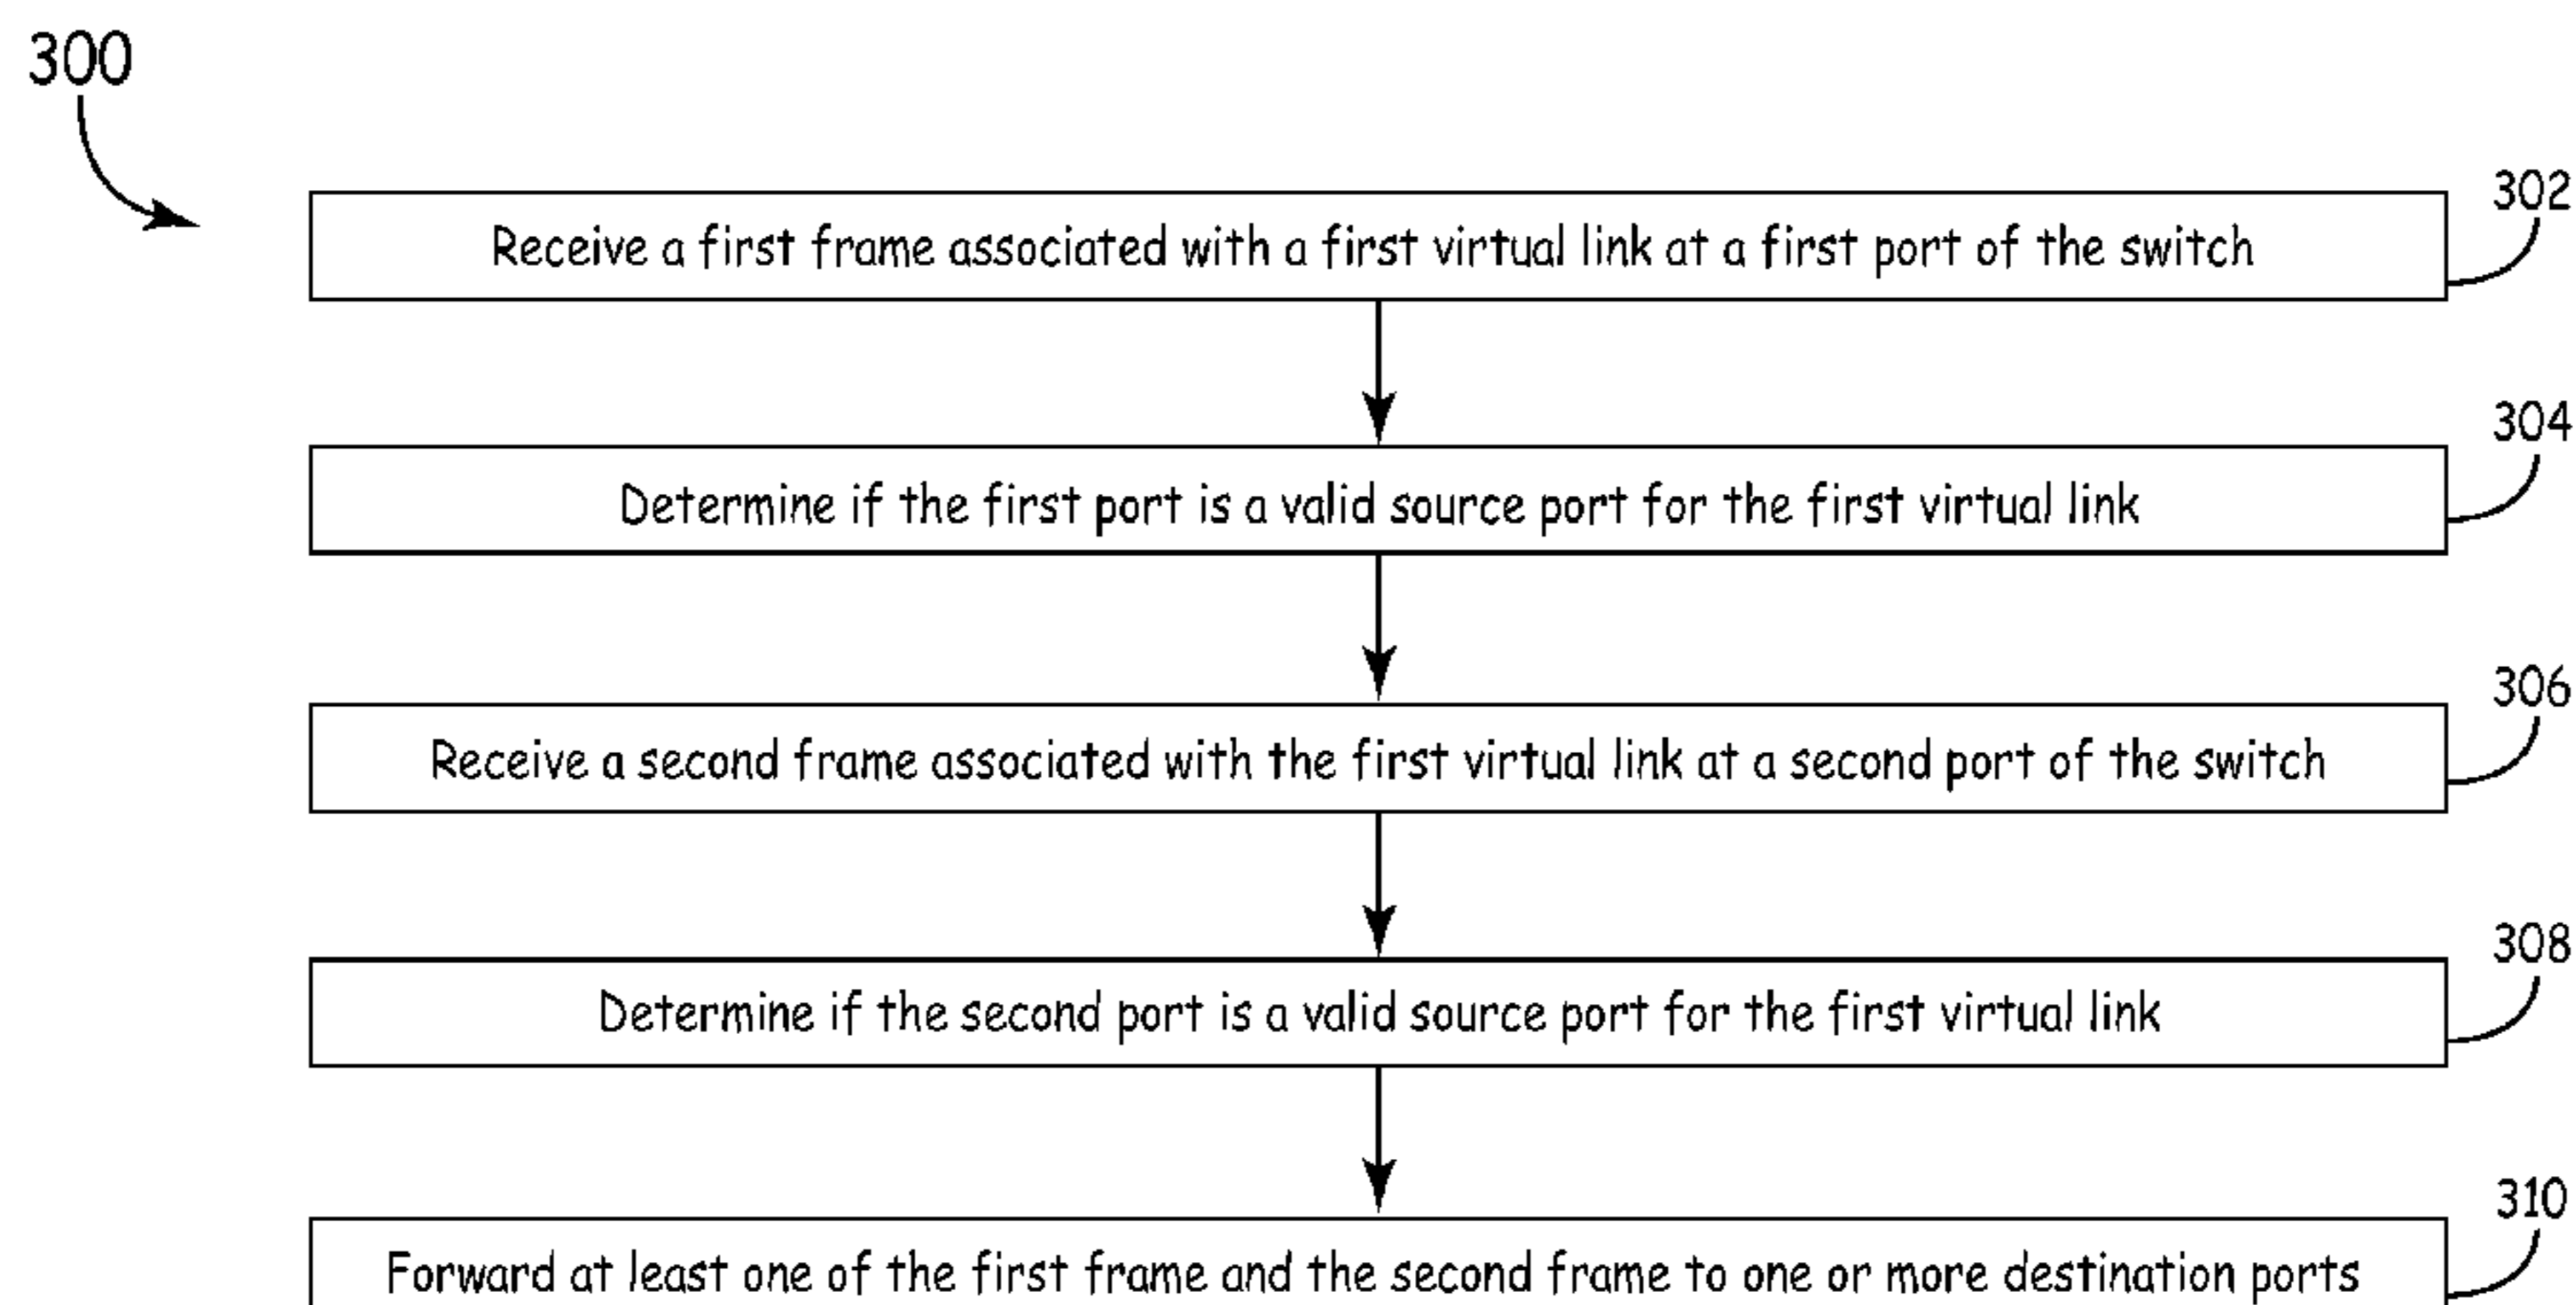 300
302
Receive a first frame associated with a first virtual link at a first port of the switch
304
Determine if the first port is a valid source port for the first virtual link
306
Receive a second frame associated with the first virtual link at a second port of the switch
308
Determine if the second port is a valid source port for the first virtual link
310
Forward at least one of the first frame and the second frame to one or more destination ports